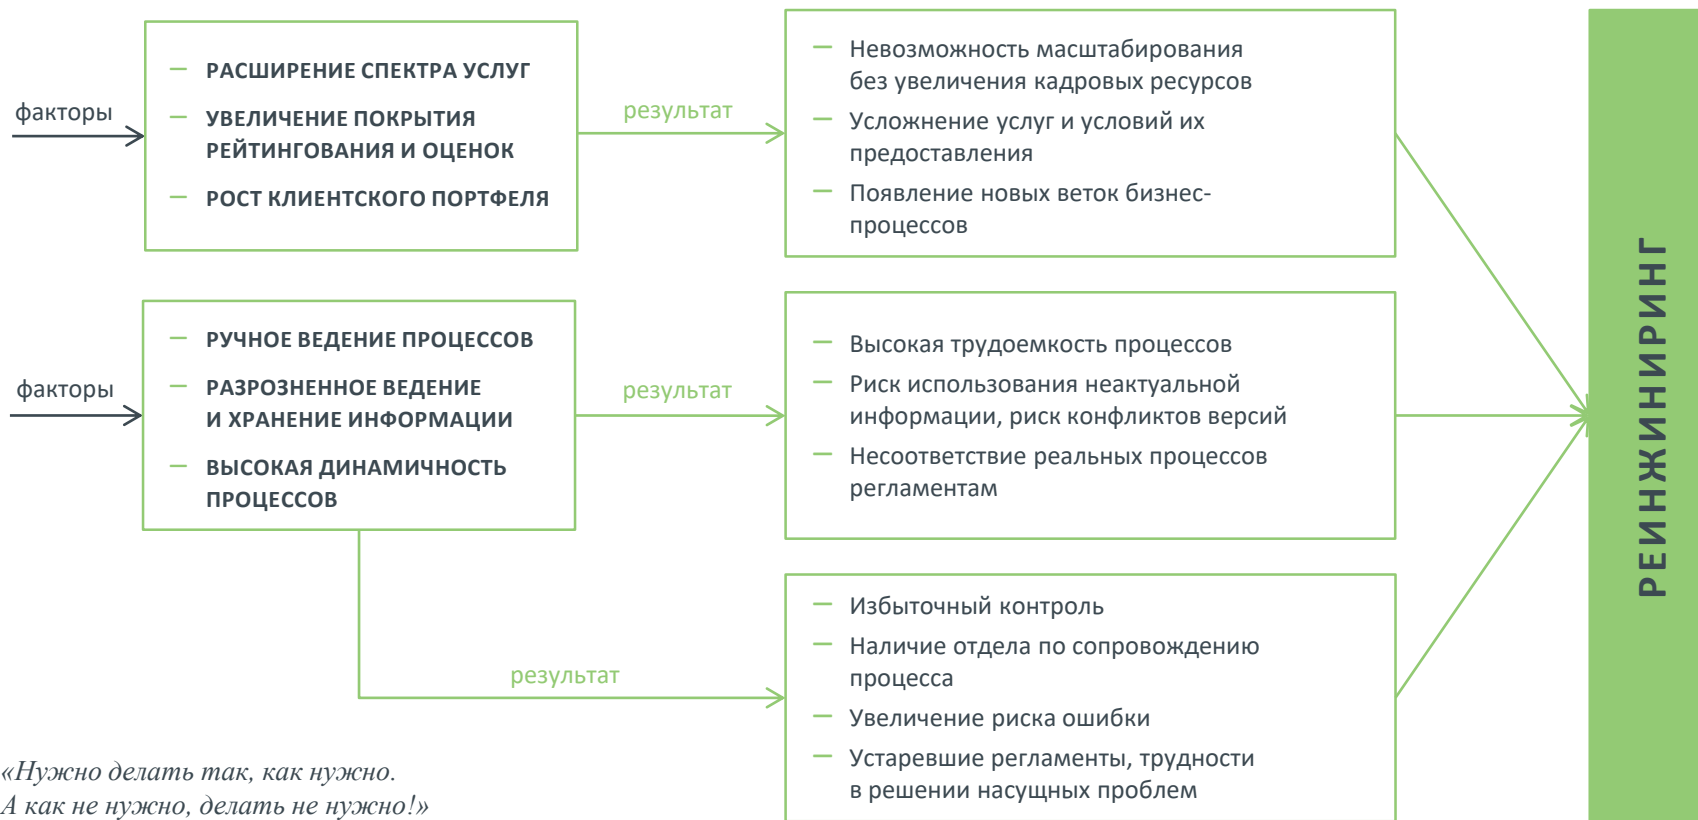 факторы
— РАСШИРЕНИЕ СПЕКТРА УСЛУГ
— УВЕЛИЧЕНИЕ ПОКРЫТИЯ
РЕЙТИНГОВАНИЯ И ОЦЕНОК
— РОСТ КЛИЕНТСКОГО ПОРТФЕЛЯ
результат
— Невозможность масштабирования
без увеличения кадровых ресурсов
— Усложнение услуг и условий их
предоставления
— Появление новых веток бизнес-
процессов
факторы
— РУЧНОЕ ВЕДЕНИЕ ПРОЦЕССОВ
— РАЗРОЗНЕННОЕ ВЕДЕНИЕ
И ХРАНЕНИЕ ИНФОРМАЦИИ
— ВЫСОКАЯ ДИНАМИЧНОСТЬ
ПРОЦЕССОВ
результат
— Высокая трудоемкость процессов
— Риск использования неактуальной
информации, риск конфликтов версий
— Несоответствие реальных процессов
регламентам
результат
— Избыточный контроль
— Наличие отдела по сопровождению
процесса
— Увеличение риска ошибки
— Устаревшие регламенты, трудности
в решении насущных проблем
РЕИНЖИНИРИНГ
«Нужно делать так, как нужно.
А как не нужно, делать не нужно!»